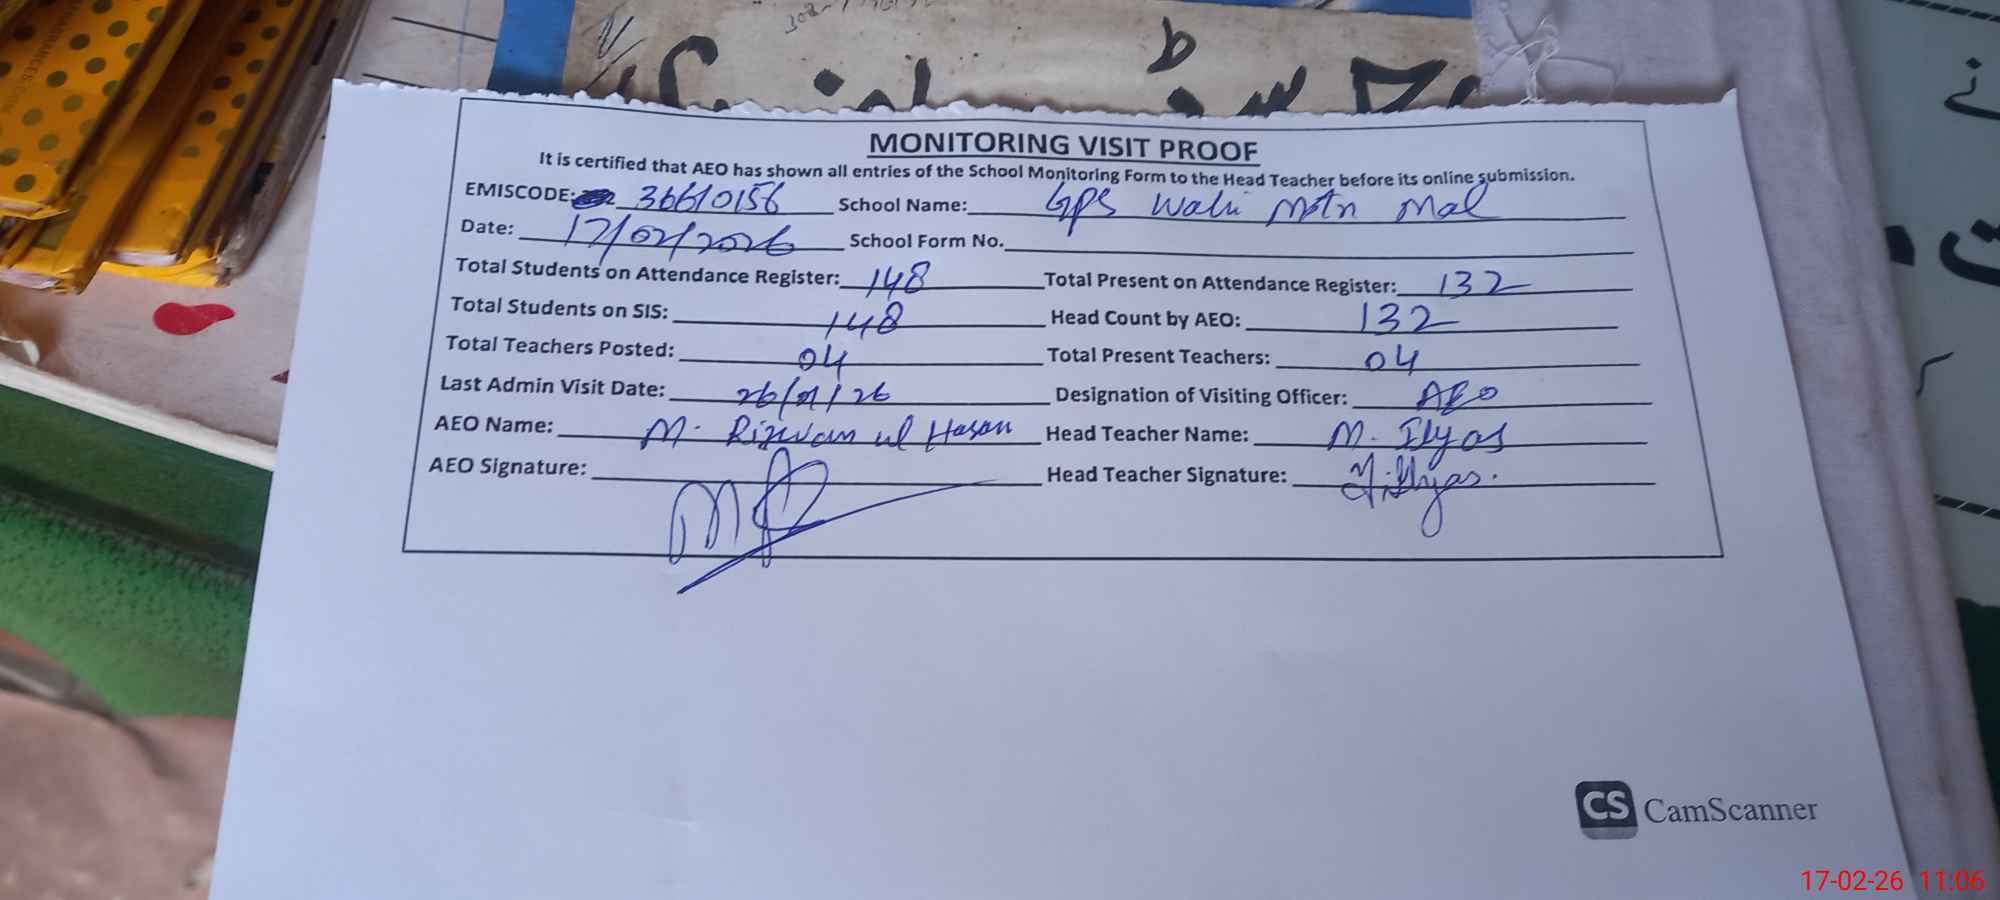 MONITORING VISIT PROOF
It is certified that AEO has shown all entries of the School Monitoring Form to the Head Teacher before its online submission.
EMISCODE: 36610156 School Name: GPS Wali Motn Mal
Date: 17/02/2026 School Form No.
Total Students on Attendance Register: 148 Total Present on Attendance Register: 132
Total Students on SIS: 148 Head Count by AEO: 132
Total Teachers Posted: 04 Total Present Teachers: 04
Last Admin Visit Date: 26/01/26 Designation of Visiting Officer: AEO
AEO Name: M. Rizwan ul Hasan Head Teacher Name: M. Ilyas
AEO Signature: Head Teacher Signature: M. Ilyas.
CS CamScanner
17-02-26 11:06